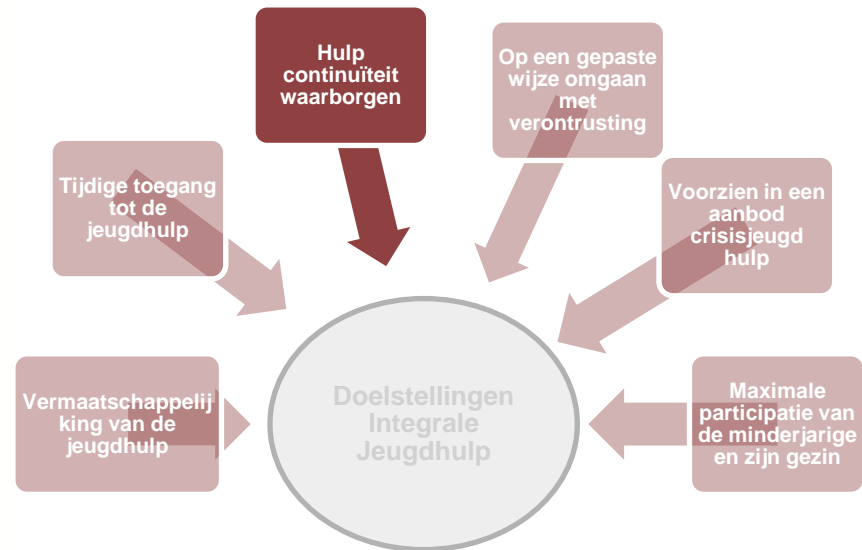 Hulp
continuïteit
waarborgen
Op een gepaste
wijze omgaan
met
verontrusting
Tijdige toegang
tot de
jeugdhulp
Voorzien in een
aanbod
crisisjeugd
hulp
Vermaatschappelij
king van de
jeugdhulp
Doelstellingen
Integrale
Jeugdhulp
Maximale
participatie van
de minderjarige
en zijn gezin